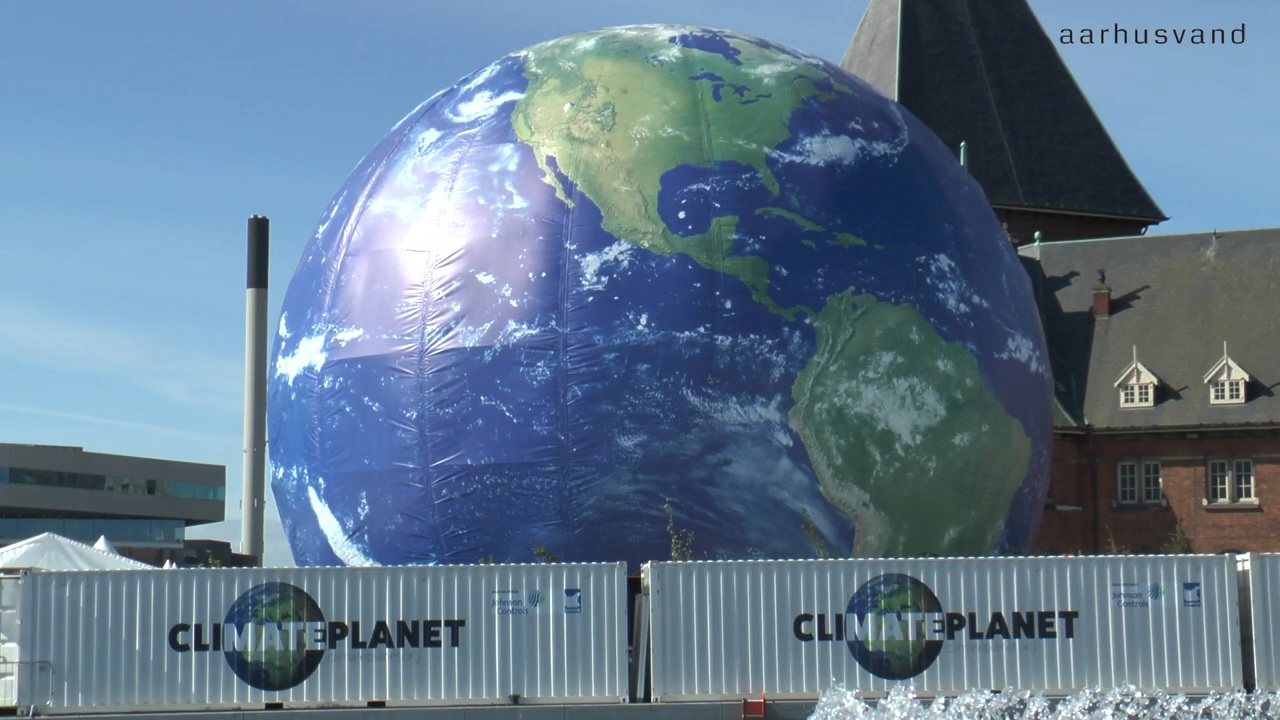 aarhusvand
CLIMATEPLANET
Johnson
Controls
CLIMATEPLANET
Johnson
Controls